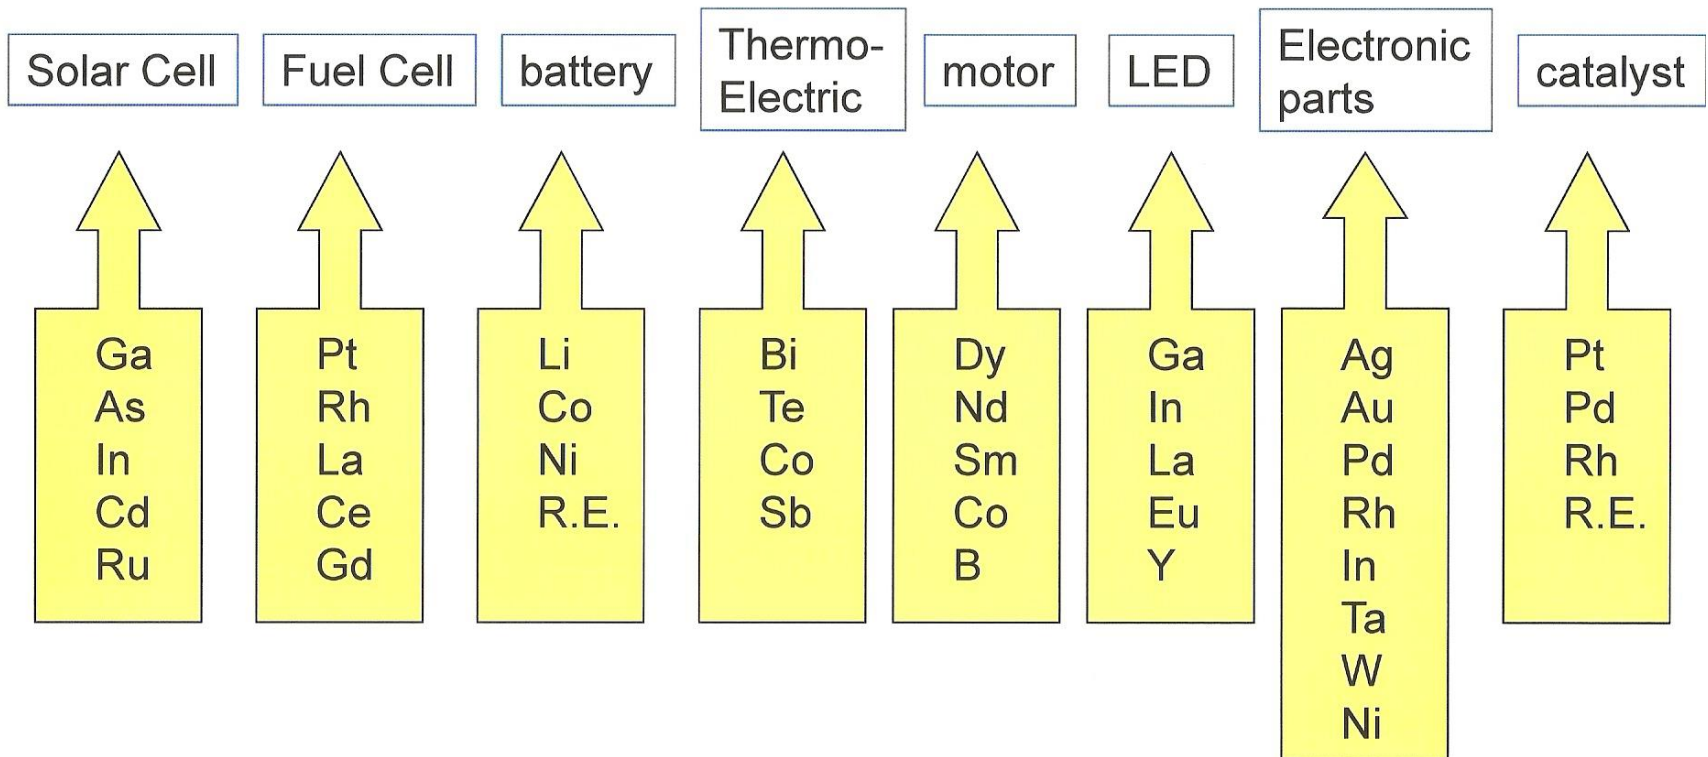 Solar Cell
Fuel Cell
battery
Thermo-
Electric
motor
LED
Electronic
parts
catalyst
Ga
As
In
Cd
Ru
Pt
Rh
La
Ce
Gd
Li
Co
Ni
R.E.
Bi
Te
Co
Sb
Dy
Nd
Sm
Co
B
Ga
In
La
Eu
Y
Ag
Au
Pd
Rh
In
Ta
W
Ni
Pt
Pd
Rh
R.E.